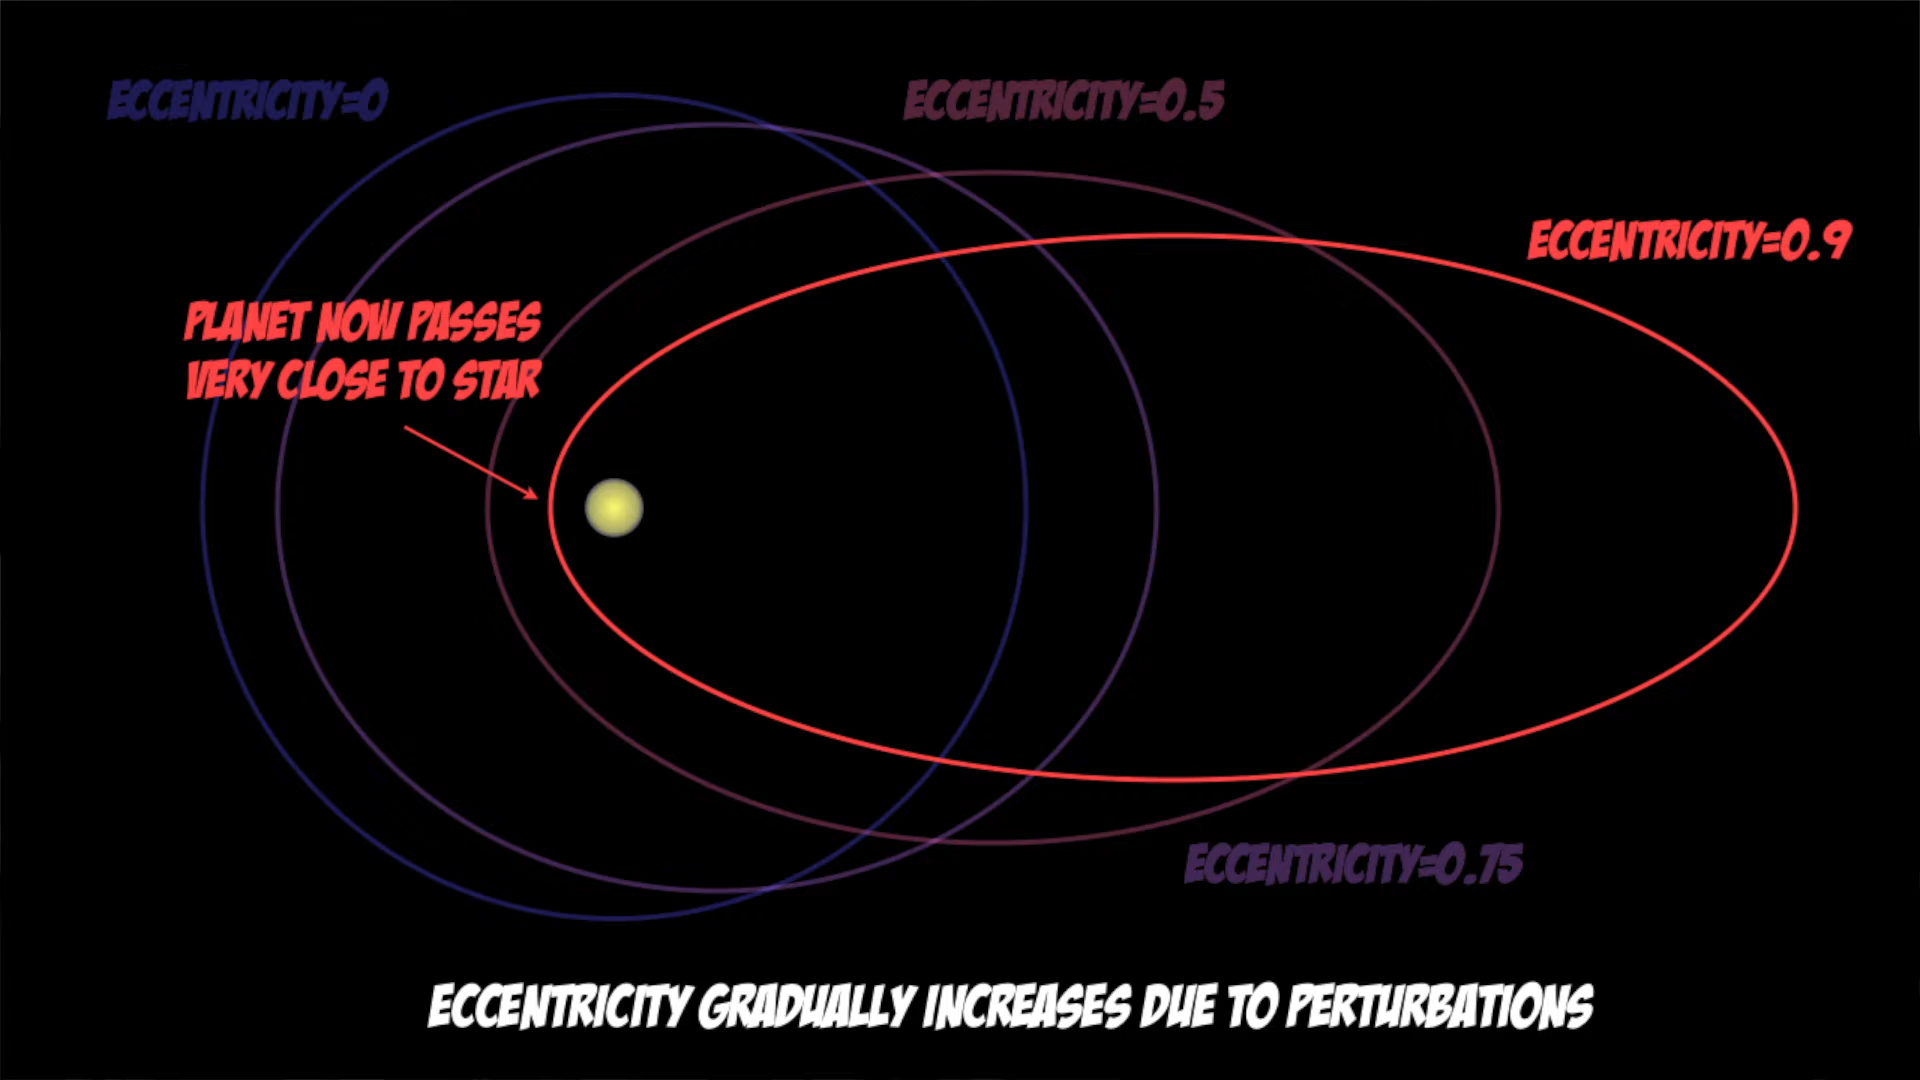 ECCENTRICITY=0
ECCENTRICITY=0.5
ECCENTRICITY=0.9
PLANET NOW PASSES
VERY CLOSE TO STAR
ECCENTRICITY=0.75
ECCENTRICITY GRADUALLY INCREASES DUE TO PERTURBATIONS